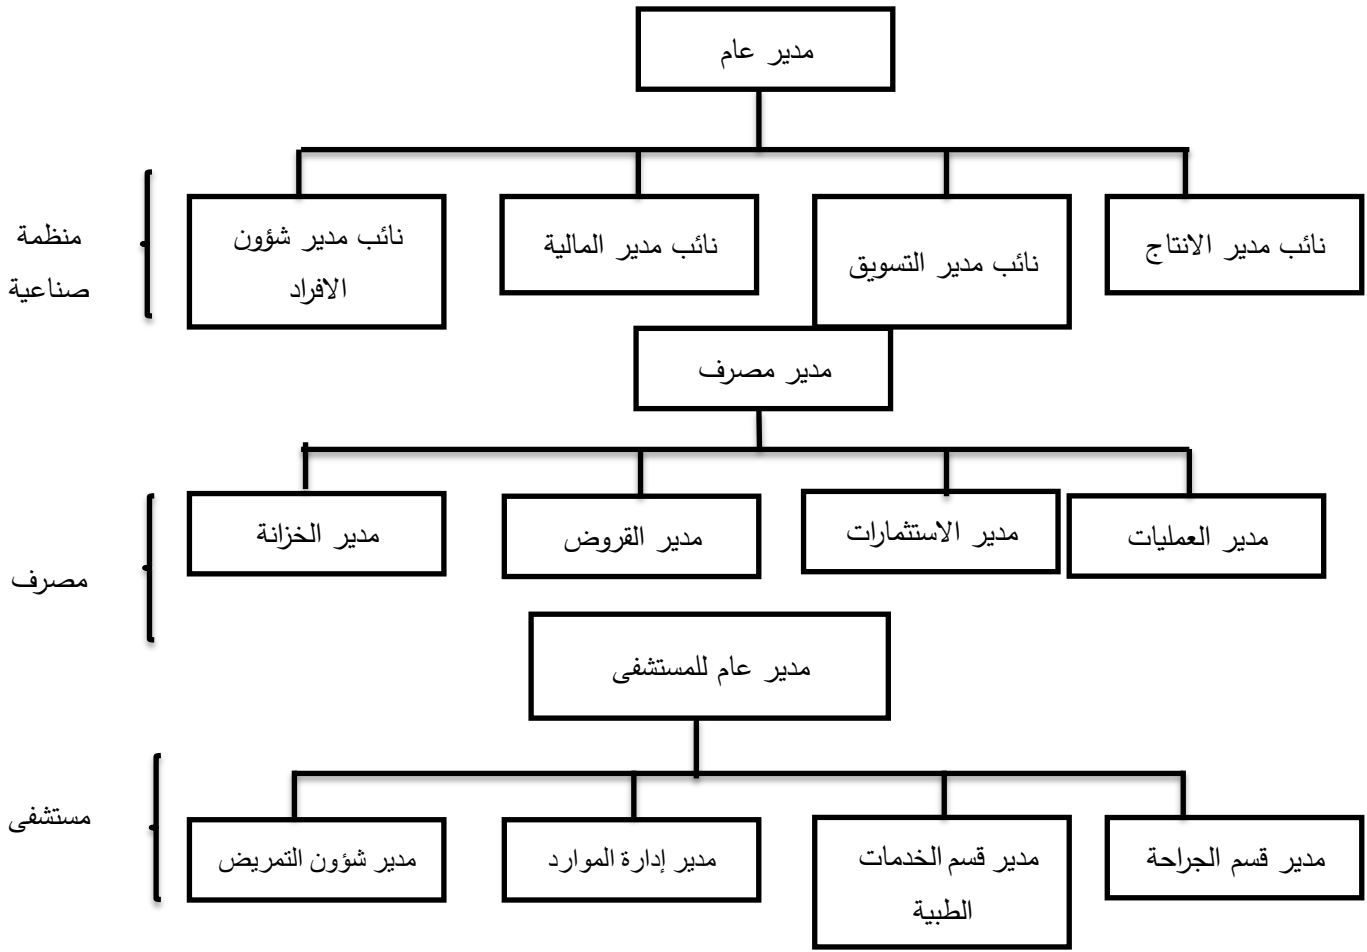 مدير عام
نائب مدير الانتاج
نائب مدير التسويق
نائب مدير المالية
نائب مدير شؤون
الافراد
منظمة
صناعية
مدير مصرف
مدير العمليات
مدير الاستثمارات
مدير القروض
مدير الخزانة
مصرف
مدير عام للمستشفى
مدير قسم الجراحة
مدير قسم الخدمات
الطبية
مدير إدارة الموارد
مدير شؤون التمريض
مستشفى